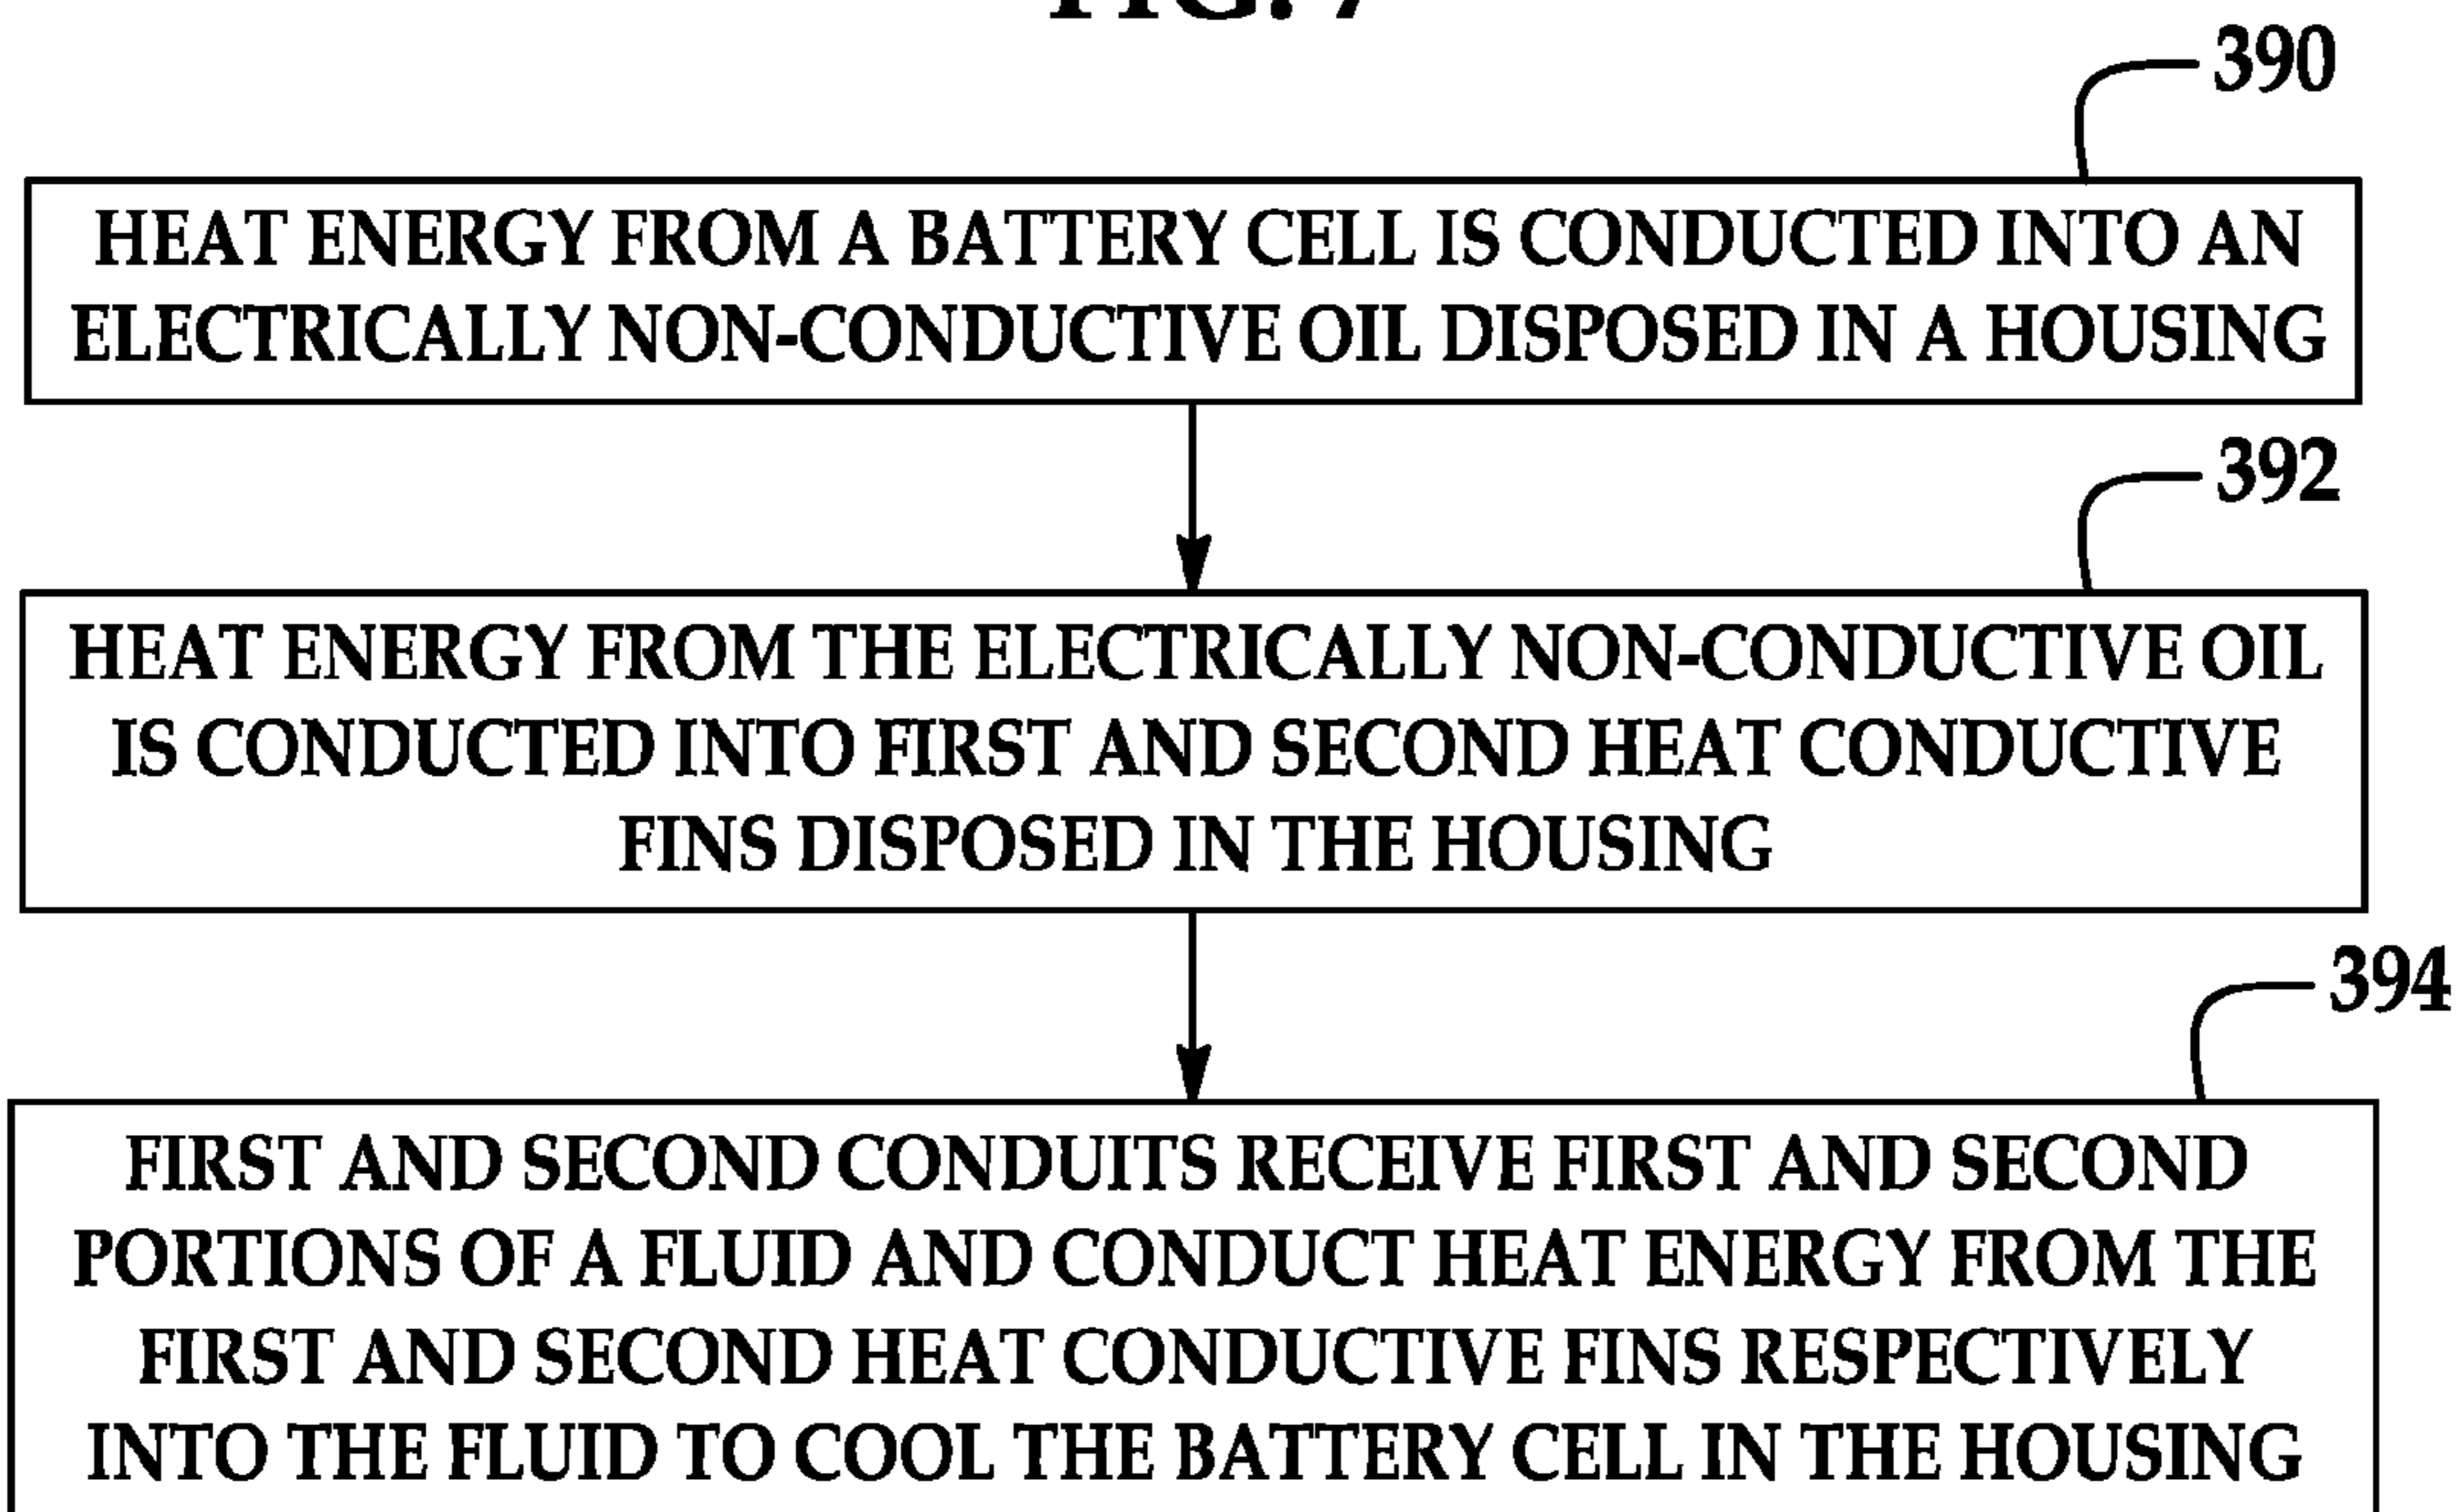 FIG. 7
390
HEAT ENERGY FROM A BATTERY CELL IS CONDUCTED INTO AN
ELECTRICALLY NON-CONDUCTIVE OIL DISPOSED IN A HOUSING
392
HEAT ENERGY FROM THE ELECTRICALLY NON-CONDUCTIVE OIL
IS CONDUCTED INTO FIRST AND SECOND HEAT CONDUCTIVE
FINS DISPOSED IN THE HOUSING
394
FIRST AND SECOND CONDUITS RECEIVE FIRST AND SECOND
PORTIONS OF A FLUID AND CONDUCT HEAT ENERGY FROM THE
FIRST AND SECOND HEAT CONDUCTIVE FINS RESPECTIVELY
INTO THE FLUID TO COOL THE BATTERY CELL IN THE HOUSING